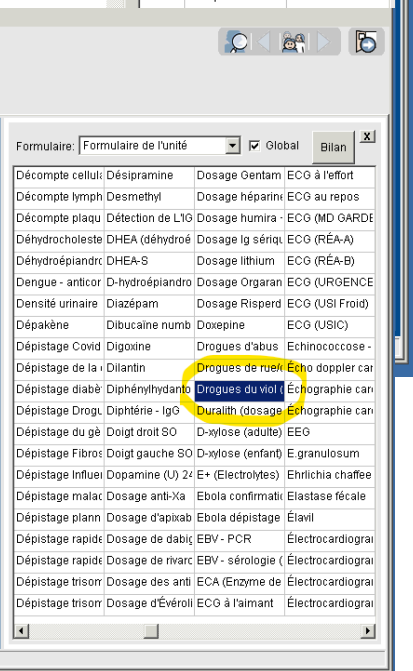 Formulaire: Formulaire de l'unité Global Bilan x
Décompte cellula Désipramine Dosage Gentam ECG à l'effort
Décompte lymph Desmethyl Dosage héparine ECG au repos
Décompte plaqu Détection de L'IG Dosage humira - ECG (MD GARDE
Déhydrocholeste DHEA (déhydroé Dosage Ig sériqu ECG (RÉA-A)
Déhydroépiandrc DHEA-S Dosage lithium ECG (RÉA-B)
Dengue - anticor D-hydroépiandro Dosage Orgaran ECG (URGENCE
Densité urinaire Diazépam Dosage Risperd ECG (USI Froid)
Dépakène Dibucaïne numb Doxepine ECG (USIC)
Dépistage Covid Digoxine Drogues d'abus Echinococcose -
Dépistage de la Dilantin Drogues de rue/ Écho doppler car
Dépistage diabè Diphénylhydanto Drogues du viol ( Échographie car
Dépistage Drogu Diphtérie - IgG Duralith (dosage Échographie car
Dépistage du gè Doigt droit SO D-xylose (adulte) EEG
Dépistage Fibros Doigt gauche SO D-xylose (enfant) E.granulosum
Dépistage Influe Dopamine (U) 24 E+ (Electrolytes) Ehrlichia chaffee
Dépistage malac Dosage anti-Xa Ebola confirmati Elastase fécale
Dépistage plann Dosage d'apixab Ebola dépistage Élavil
Dépistage rapide Dosage de dabig EBV - PCR Électrocardiogra
Dépistage rapide Dosage de rivarc EBV - sérologie ( Électrocardiogra
Dépistage trisom Dosage des anti ECA (Enzyme de Électrocardiogra
Dépistage trisom Dosage d'Évéroli ECG à l'aimant Électrocardiogra